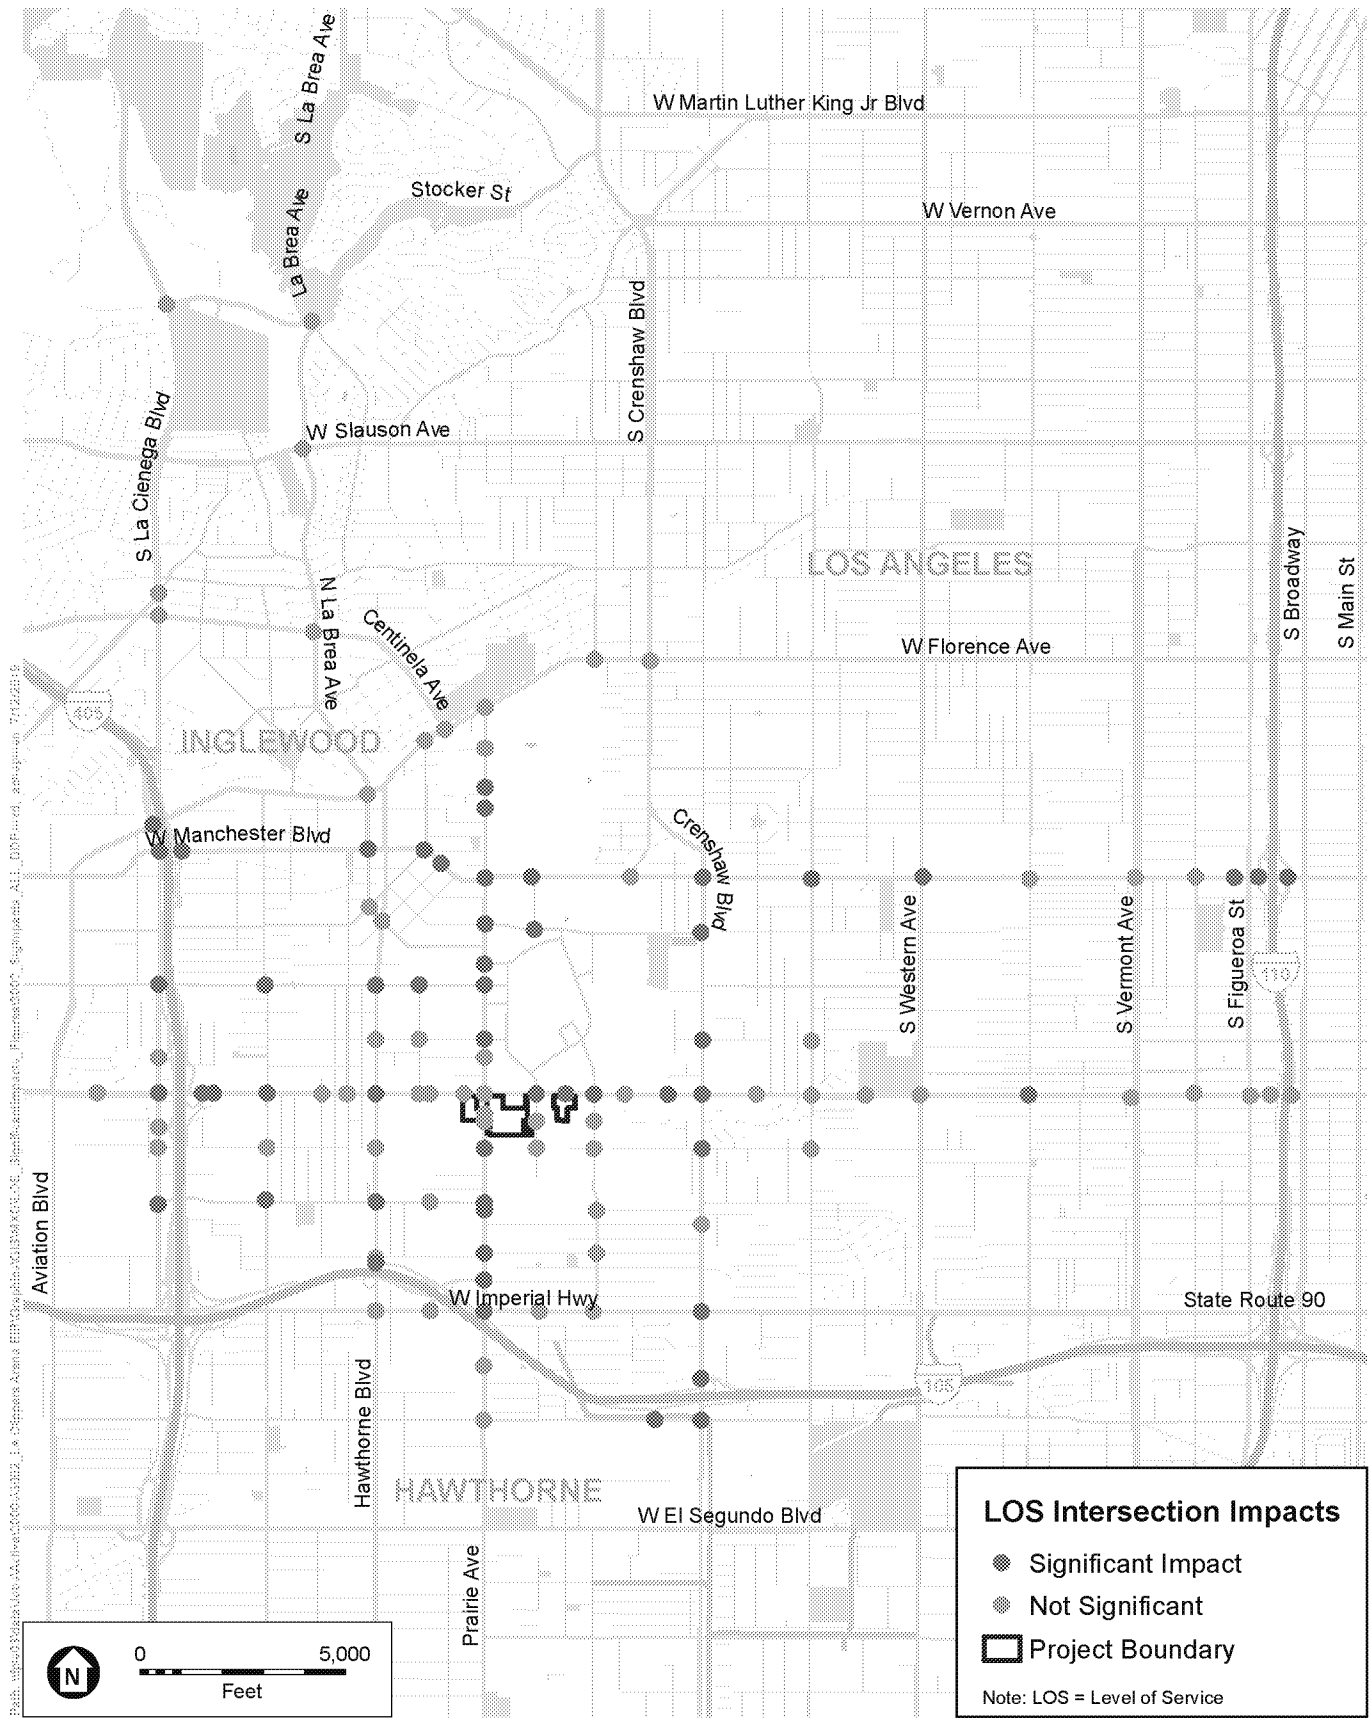 S La Brea Ave
W Martin Luther King Jr Blvd
Stocker St
W Vernon Ave
La Brea Ave
S Crenshaw Blvd
S La Cienega Blvd
W Slauson Ave
LOS ANGELES
S Broadway
S Main St
N La Brea Ave
Centinela Ave
W Florence Ave
405
INGLEWOOD
W Manchester Blvd
Crenshaw Blvd
S Western Ave
S Vermont Ave
S Figueroa St
110
Aviation Blvd
W Imperial Hwy
State Route 90
105
Hawthorne Blvd
HAWTHORNE
W El Segundo Blvd
Prairie Ave
LOS Intersection Impacts
Significant Impact
Not Significant
Project Boundary
Note: LOS = Level of Service
N
0 5,000
Feet